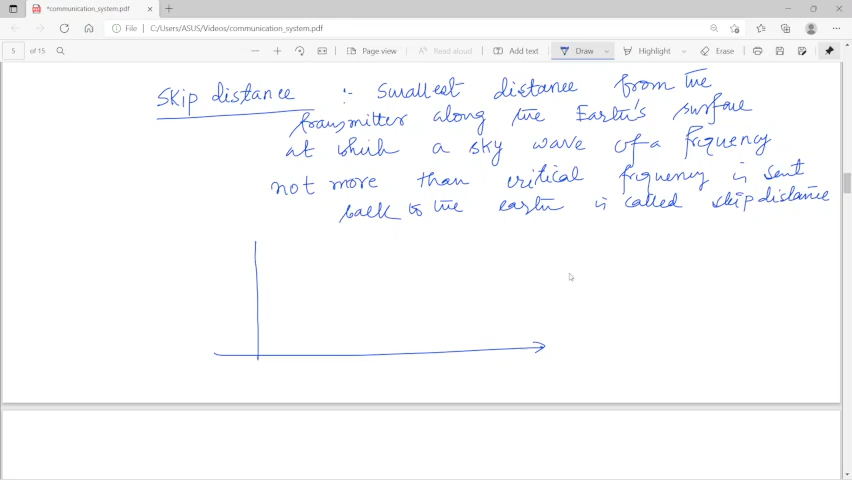 *communication_system.pdf
File C:/Users/ASUS/Videos/communication_system.pdf
5 of 15 Page view Read aloud Add text Draw Highlight Erase
Skip distance :- Smallest distance from the
transmitter along the Earth's surface
at which a sky wave of a frequency
not more than critical frequency is sent
back to the earth is called skip distance